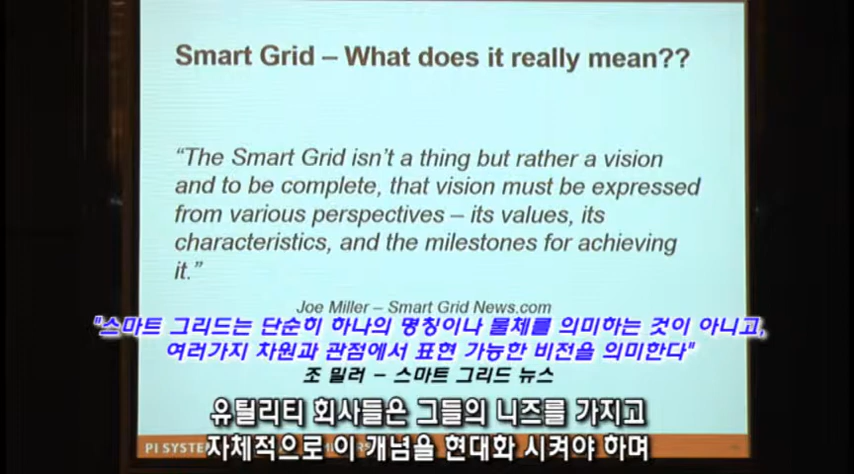 Smart Grid – What does it really mean??
“The Smart Grid isn’t a thing but rather a vision
and to be complete, that vision must be expressed
from various perspectives – its values, its
characteristics, and the milestones for achieving
it.”
Joe Miller – Smart Grid News.com
"스마트 그리드는 단순히 하나의 명칭이나 물체를 의미하는 것이 아니고,
여러가지 차원과 관점에서 표현 가능한 비전을 의미한다"
조 밀러 – 스마트 그리드 뉴스
유틸리티 회사들은 그들의 니즈를 가지고
자체적으로 이 개념을 현대화 시켜야 하며
PI SYSTE